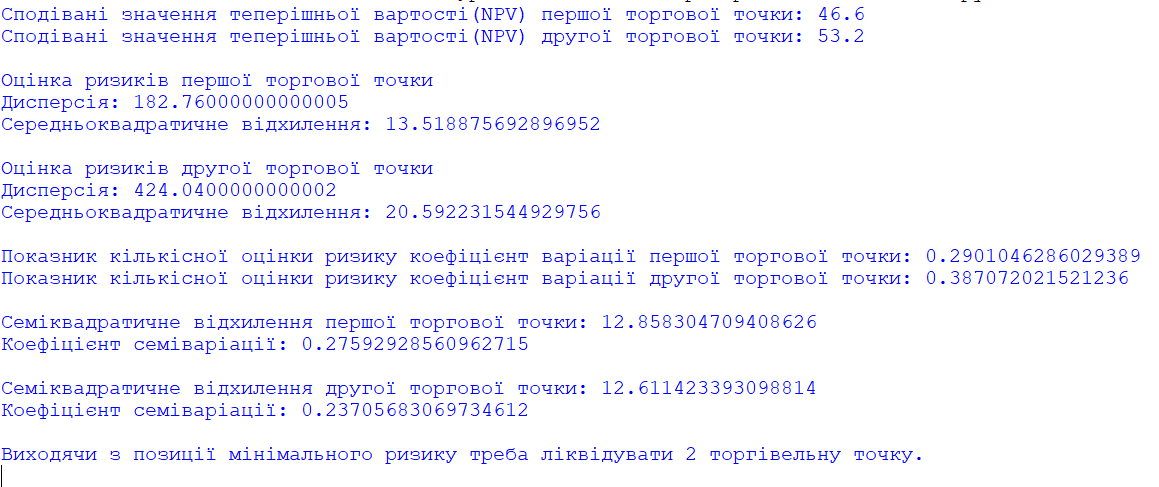 Сподівані значення теперішньої вартості(NPV) першої торгової точки: 46.6
Сподівані значення теперішньої вартості(NPV) другої торгової точки: 53.2
Оцінка ризиків першої торгової точки
Дисперсія: 182.76000000000005
Середньоквадратичне відхилення: 13.518875692896952
Оцінка ризиків другої торгової точки
Дисперсія: 424.0400000000002
Середньоквадратичне відхилення: 20.592231544929756
Показник кількісної оцінки ризику коефіцієнт варіації першої торгової точки: 0.2901046286029389
Показник кількісної оцінки ризику коефіцієнт варіації другої торгової точки: 0.387072021521236
Семіквадратичне відхилення першої торгової точки: 12.858304709408626
Коефіцієнт семіваріації: 0.27592928560962715
Семіквадратичне відхилення другої торгової точки: 12.611423393098814
Коефіцієнт семіваріації: 0.23705683069734612
Виходячи з позиції мінімального ризику треба ліквідувати 2 торгівельну точку.